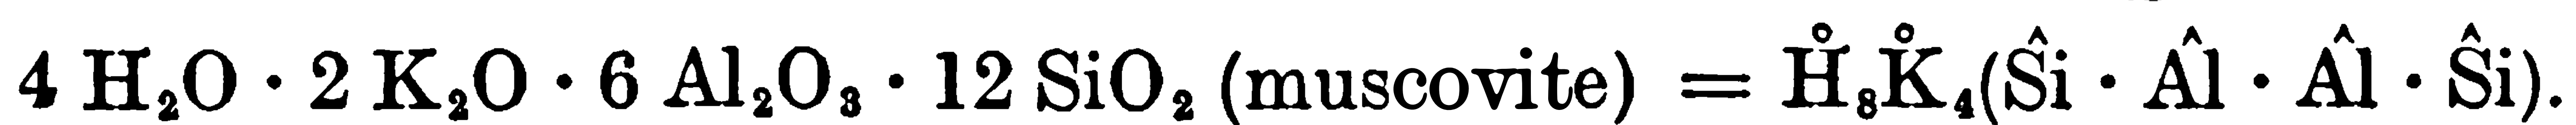 4 H₂O · 2 K₂O · 6 Al₂O₃ · 12 SiO₂ (muscovite) = H̊₈K̊₄(Ŝi · Âl · Âl · Ŝi).